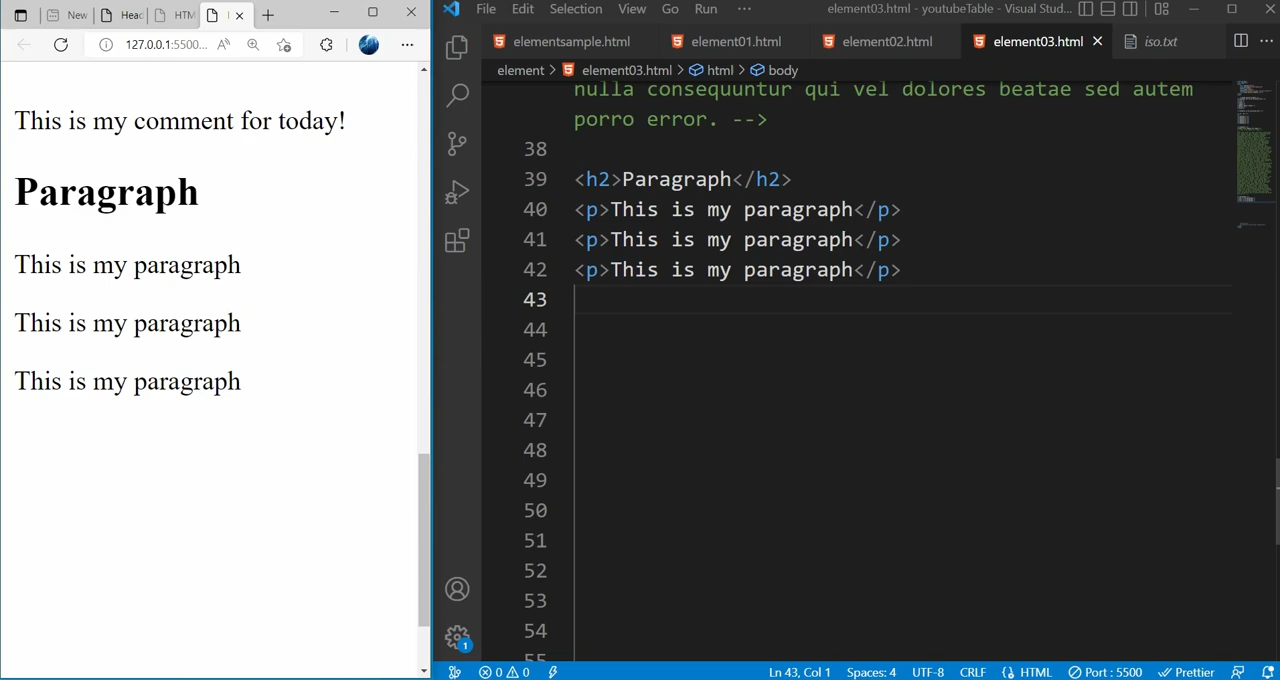 New
Head
HTM
127.0.0.1:5500...
This is my comment for today!
Paragraph
This is my paragraph
This is my paragraph
This is my paragraph
File Edit Selection View Go Run ···
element03.html - youtubeTable - Visual Stud...
elementsample.html element01.html element02.html element03.html iso.txt
element > element03.html > html > body
nulla consequuntur qui vel dolores beatae sed autem
porro error. -->
38
39 <h2>Paragraph</h2>
40 <p>This is my paragraph</p>
41 <p>This is my paragraph</p>
42 <p>This is my paragraph</p>
43
44
45
46
47
48
49
50
51
52
53
54
55
1
0 0 Ln 43, Col 1 Spaces: 4 UTF-8 CRLF HTML Port : 5500 Prettier